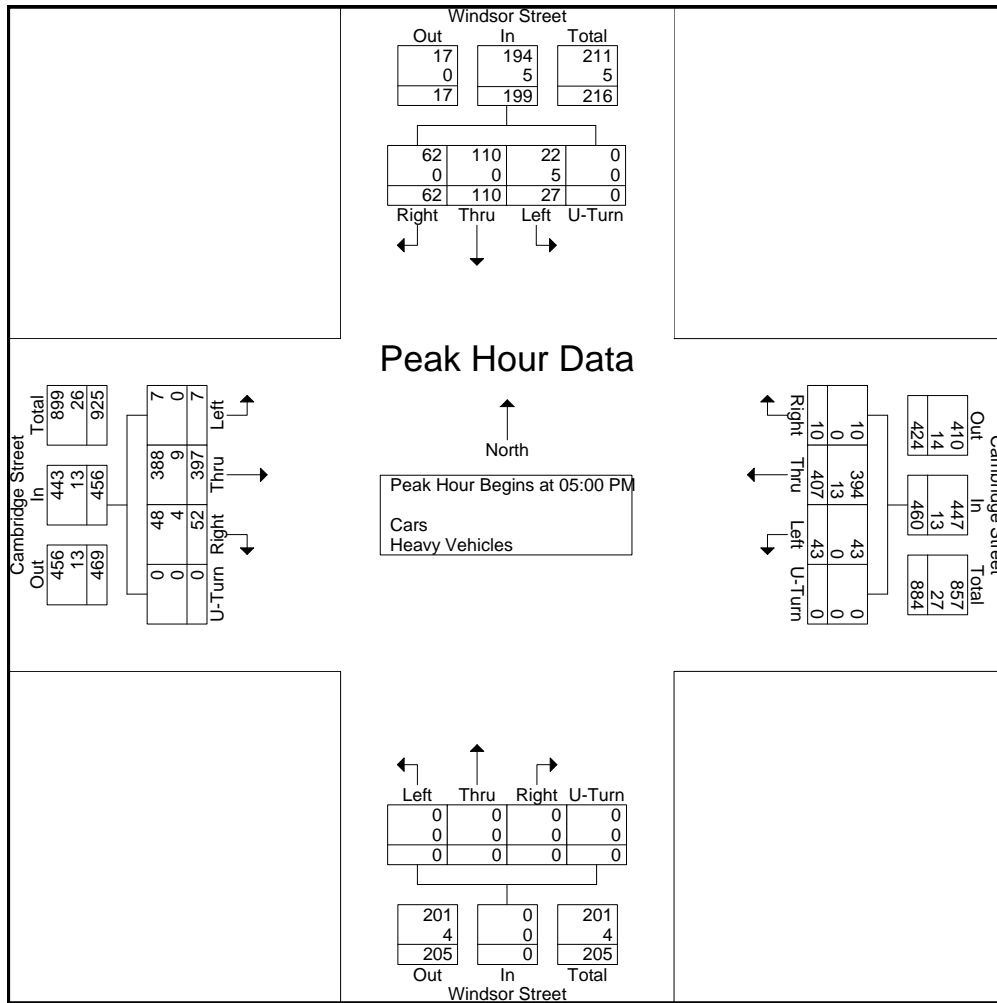 Windsor Street
Out In Total
17 194 211
0 5 5
17 199 216
62 110 22 0
0 0 5 0
62 110 27 0
Right Thru Left U-Turn
Peak Hour Data
North
Peak Hour Begins at 05:00 PM
Cars
Heavy Vehicles
Cambridge Street
Total In Out
899 443 456
26 13 13
925 456 469
7 388 48 0
0 9 4 0
7 397 52 0
Left Thru Right U-Turn
Cambridge Street
Out In Total
410 447 857
14 13 27
424 460 884
10 394 43 0
0 13 0 0
10 407 43 0
Right Thru Left U-Turn
Left Thru Right U-Turn
0 0 0 0
0 0 0 0
0 0 0 0
201 0 201
4 0 4
205 0 205
Out In Total
Windsor Street